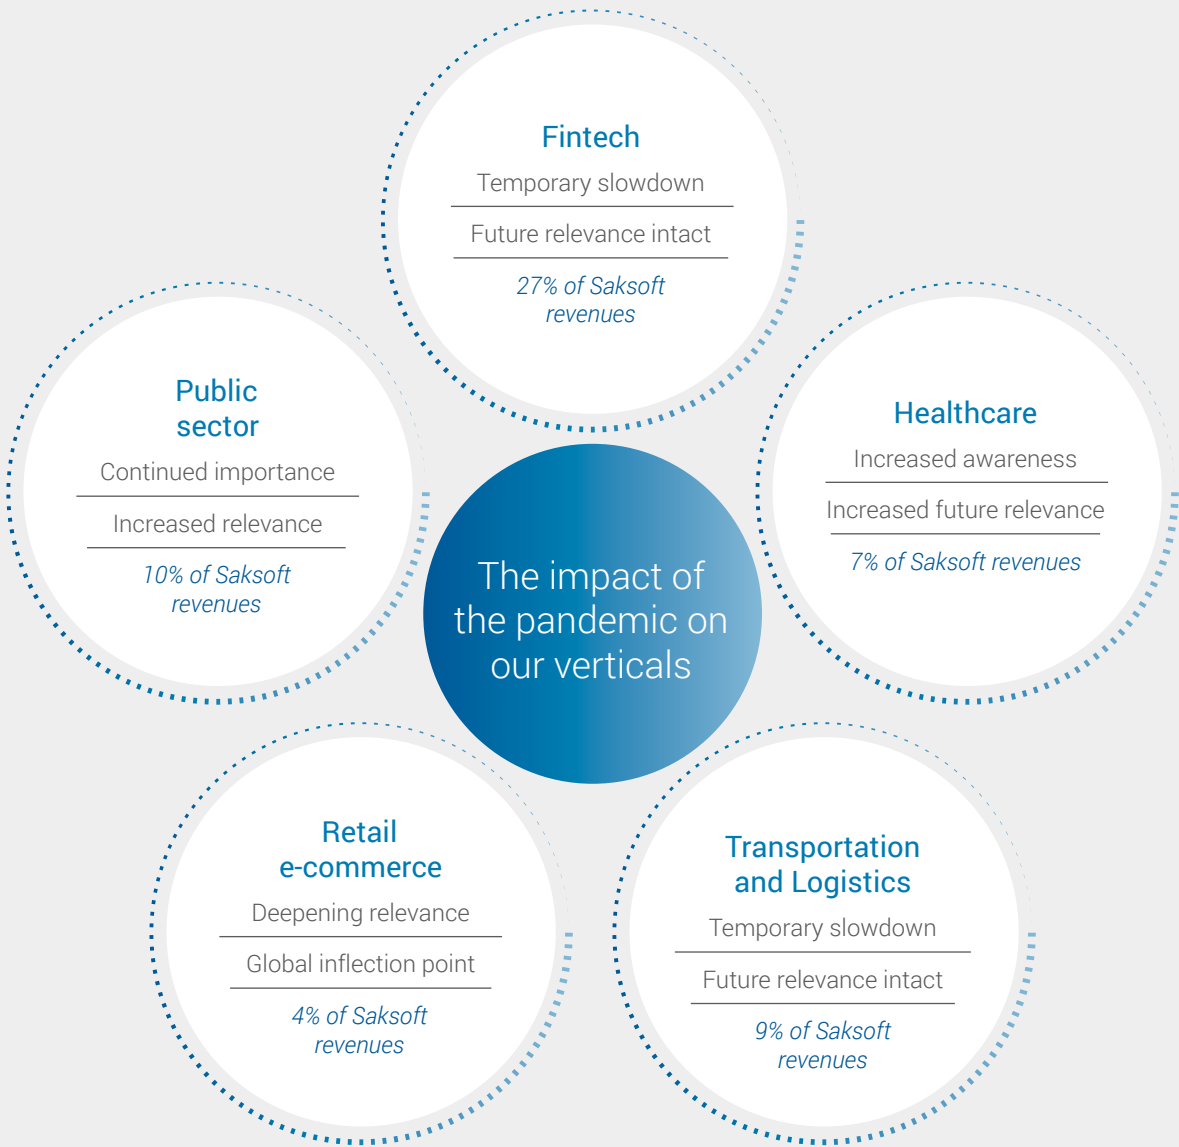 Fintech
Temporary slowdown
Future relevance intact
27% of Saksoft
revenues
Public
sector
Continued importance
Increased relevance
10% of Saksoft
revenues
Healthcare
Increased awareness
Increased future relevance
7% of Saksoft revenues
The impact of
the pandemic on
our verticals
Retail
e-commerce
Deepening relevance
Global inflection point
4% of Saksoft
revenues
Transportation
and Logistics
Temporary slowdown
Future relevance intact
9% of Saksoft
revenues